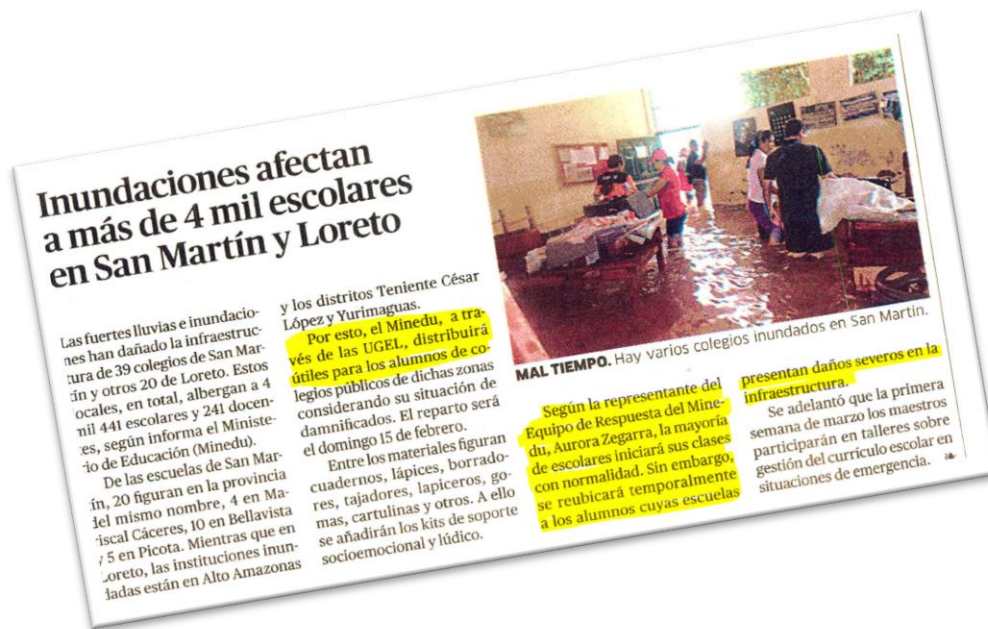 Inundaciones afectan
a más de 4 mil escolares
en San Martín y Loreto
Las fuertes lluvias e inundacio-
nes han dañado la infraestruc-
tura de 39 colegios de San Mar-
tín y otros 20 de Loreto. Estos
locales, en total, albergan a 4
mil 441 escolares y 241 docen-
tes, según informa el Ministe-
rio de Educación (Minedu).
De las escuelas de San Mar-
tín, 20 figuran en la provincia
del mismo nombre, 4 en Ma-
riscal Cáceres, 10 en Bellavista
y 5 en Picota. Mientras que en
Loreto, las instituciones inun-
dadas están en Alto Amazonas
y los distritos Teniente César
López y Yurimaguas.
Por esto, el Minedu, a tra-
vés de las UGEL, distribuirá
útiles para los alumnos de co-
legios públicos de dichas zonas
considerando su situación de
damnificados. El reparto será
el domingo 15 de febrero.
Entre los materiales figuran
cuadernos, lápices, borrado-
res, tajadores, lapiceros, go-
mas, cartulinas y otros. A ello
se añadirán los kits de soporte
socioemocional y lúdico.
MAL TIEMPO. Hay varios colegios inundados en San Martín.
Según la representante del
Equipo de Respuesta del Mine-
du, Aurora Zegarra, la mayoría
de escolares iniciará sus clases
con normalidad. Sin embargo,
se reubicará temporalmente
a los alumnos cuyas escuelas
presentan daños severos en la
infraestructura.
Se adelantó que la primera
semana de marzo los maestros
participarán en talleres sobre
gestión del currículo escolar en
situaciones de emergencia.